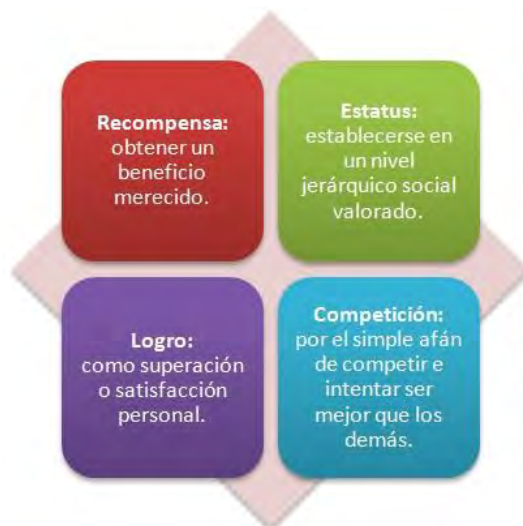 Recompensa:
obtener un
beneficio
merecido.
Estatus:
establecerse en
un nivel
jerárquico social
valorado.
Logro:
como superación
o satisfacción
personal.
Competición:
por el simple afán
de competir e
intentar ser
mejor que los
demás.